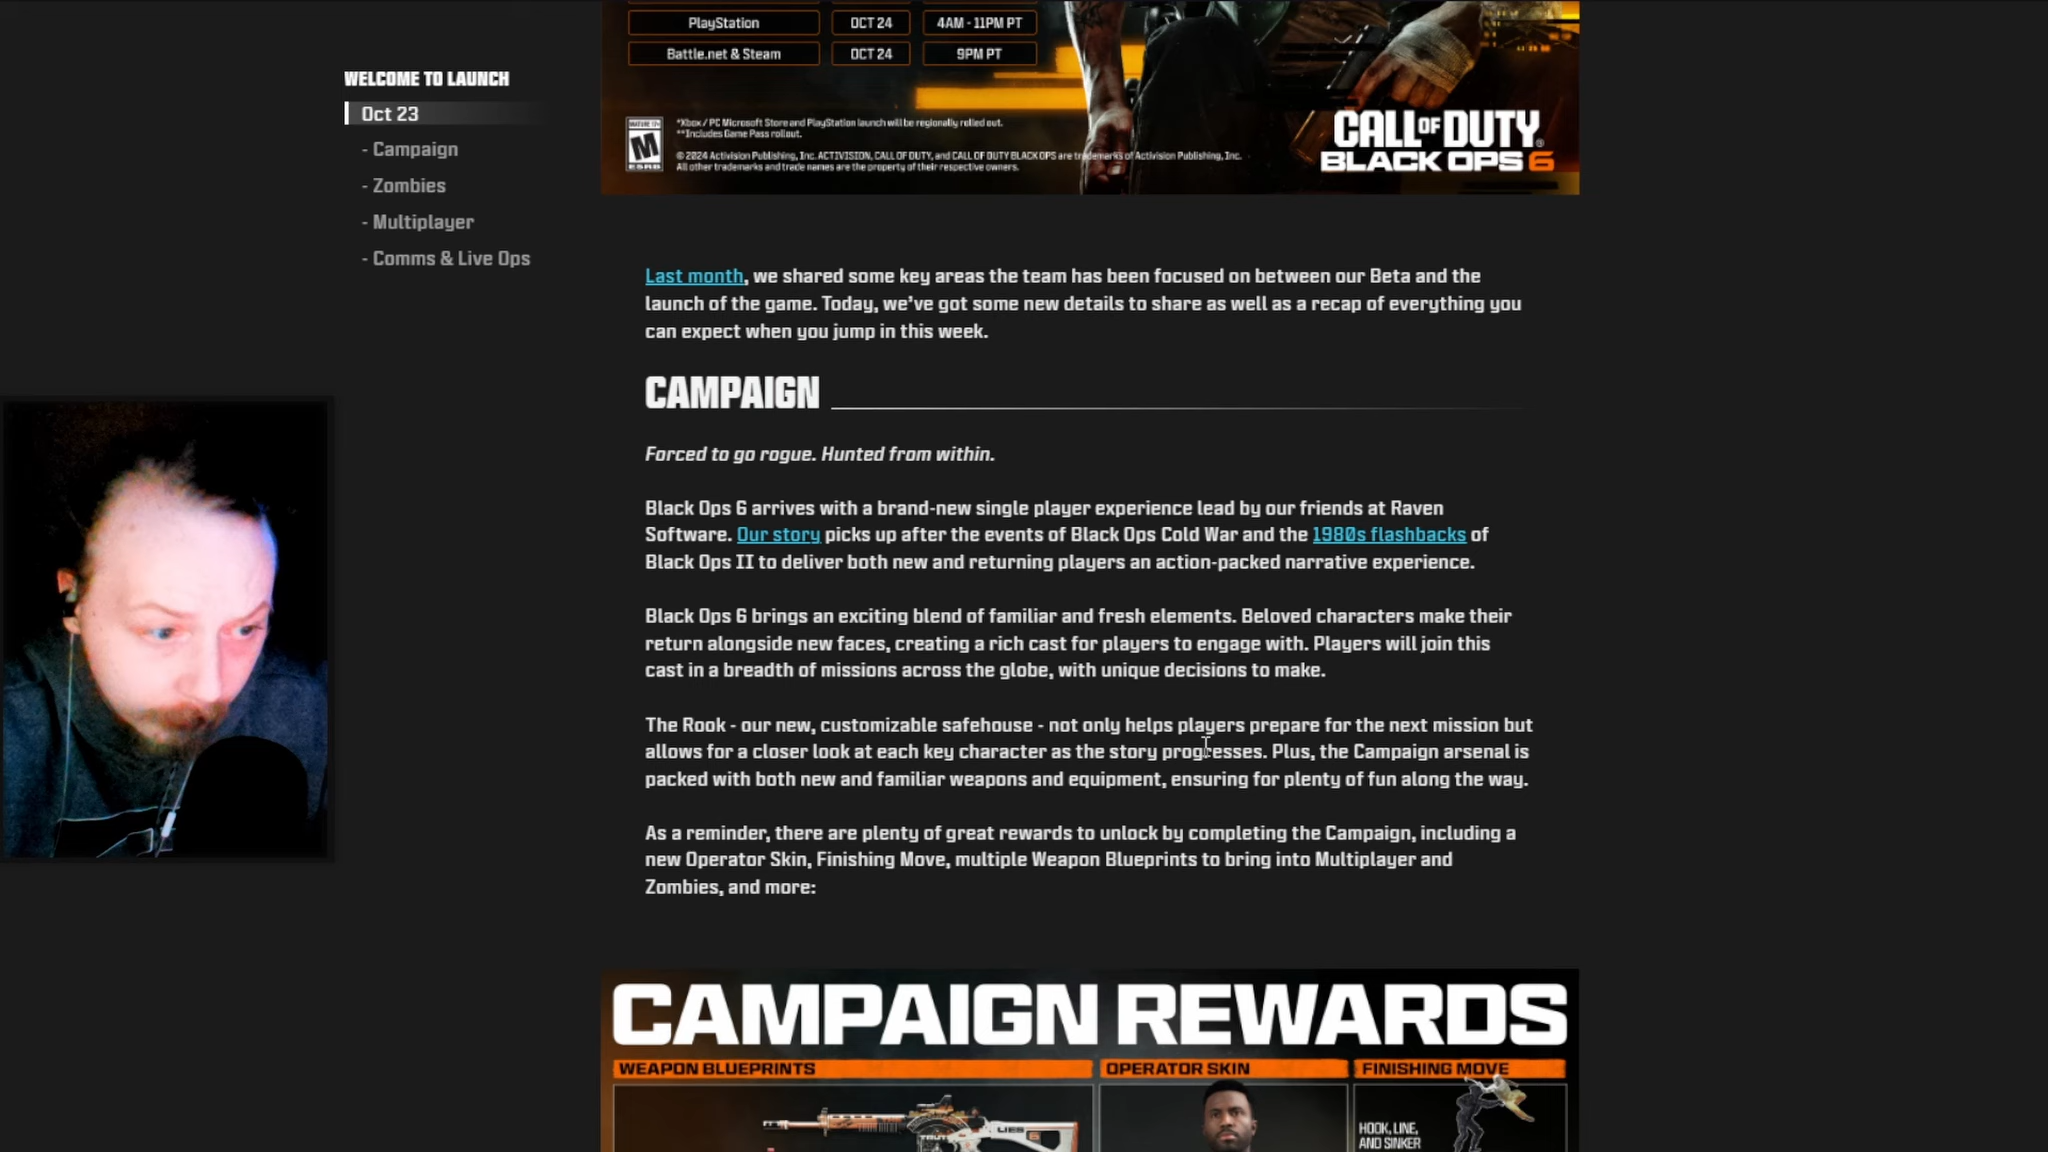 PlayStation OCT 24 4AM - 11PM PT
Battle.net & Steam OCT 24 9PM PT
WELCOME TO LAUNCH
Oct 23
- Campaign
- Zombies
- Multiplayer
- Comms & Live Ops
MATURE 17+
M
ESRB
*Xbox / PC Microsoft Store and PlayStation launch will be regionally rolled out.
**Includes Game Pass rollout.
© 2024 Activision Publishing, Inc. ACTIVISION, CALL OF DUTY, and CALL OF DUTY BLACK OPS are trademarks of Activision Publishing, Inc.
All other trademarks and trade names are the property of their respective owners.
CALL OF DUTY®
BLACK OPS 6
Last month, we shared some key areas the team has been focused on between our Beta and the
launch of the game. Today, we've got some new details to share as well as a recap of everything you
can expect when you jump in this week.
CAMPAIGN
Forced to go rogue. Hunted from within.
Black Ops 6 arrives with a brand-new single player experience lead by our friends at Raven
Software. Our story picks up after the events of Black Ops Cold War and the 1980s flashbacks of
Black Ops II to deliver both new and returning players an action-packed narrative experience.
Black Ops 6 brings an exciting blend of familiar and fresh elements. Beloved characters make their
return alongside new faces, creating a rich cast for players to engage with. Players will join this
cast in a breadth of missions across the globe, with unique decisions to make.
The Rook - our new, customizable safehouse - not only helps players prepare for the next mission but
allows for a closer look at each key character as the story progresses. Plus, the Campaign arsenal is
packed with both new and familiar weapons and equipment, ensuring for plenty of fun along the way.
As a reminder, there are plenty of great rewards to unlock by completing the Campaign, including a
new Operator Skin, Finishing Move, multiple Weapon Blueprints to bring into Multiplayer and
Zombies, and more:
CAMPAIGN REWARDS
WEAPON BLUEPRINTS
OPERATOR SKIN
FINISHING MOVE
LIES
TRUTH
HOOK, LINE,
AND SINKER